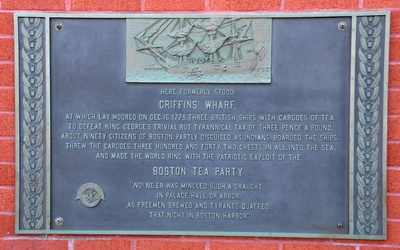 HERE FORMERLY STOOD
GRIFFINS WHARF,
AT WHICH LAY MOORED ON DEC. 16, 1773, THREE BRITISH SHIPS WITH CARGOES OF TEA.
TO DEFEAT KING GEORGE'S TRIVIAL BUT TYRANNICAL TAX OF THREE PENCE A POUND,
ABOUT NINETY CITIZENS OF BOSTON PARTLY DISGUISED AS INDIANS, BOARDED THE SHIPS,
THREW THE CARGOES, THREE HUNDRED AND FORTY TWO CHESTS IN ALL, INTO THE SEA,
AND MADE THE WORLD RING WITH THE PATRIOTIC EXPLOIT OF THE
BOSTON TEA PARTY
"NO! NE'ER WAS MINGLED SUCH A DRAUGHT
IN PALACE, HALL, OR ARBOR,
AS FREEMEN BREWED AND TYRANTS QUAFFED
THAT NIGHT IN BOSTON HARBOR."